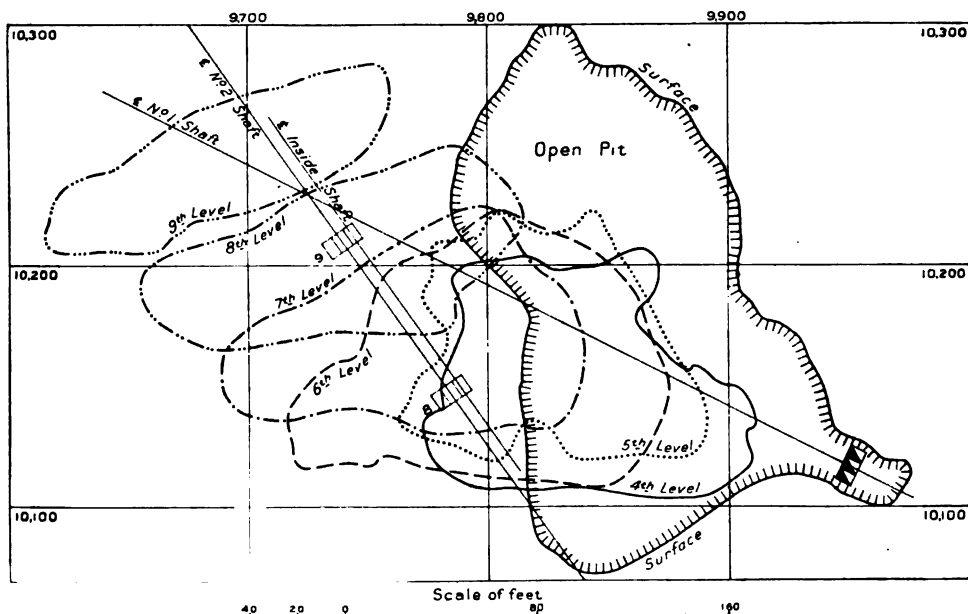 9,700 9,800 9,900
10,300 10,300
Surface
℄ No 2 Shaft
℄ No 1 Shaft
℄ Inside Shaft
Open Pit
9th Level
8th Level
9
10,200 10,200
7th Level
6th Level
8
5th Level
4th Level
10,100 10,100
Surface
Scale of feet
40 20 0 80 160